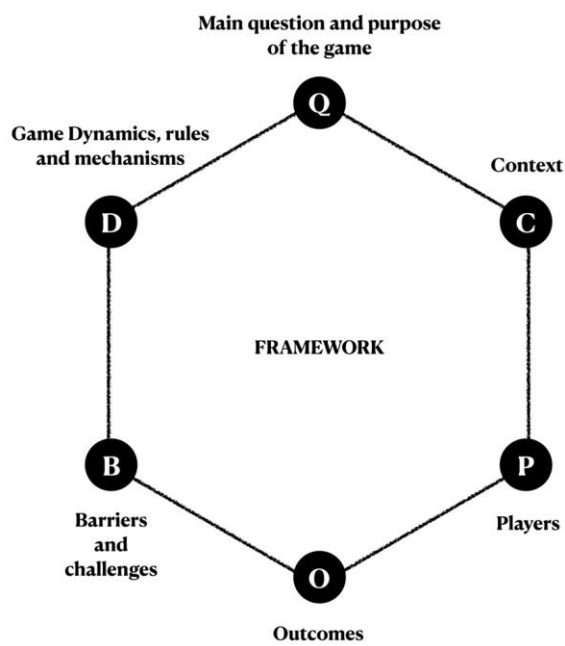 Main question and purpose
of the game
Q
Game Dynamics, rules
and mechanisms
D
Context
C
FRAMEWORK
B
Barriers
and
challenges
P
Players
O
Outcomes